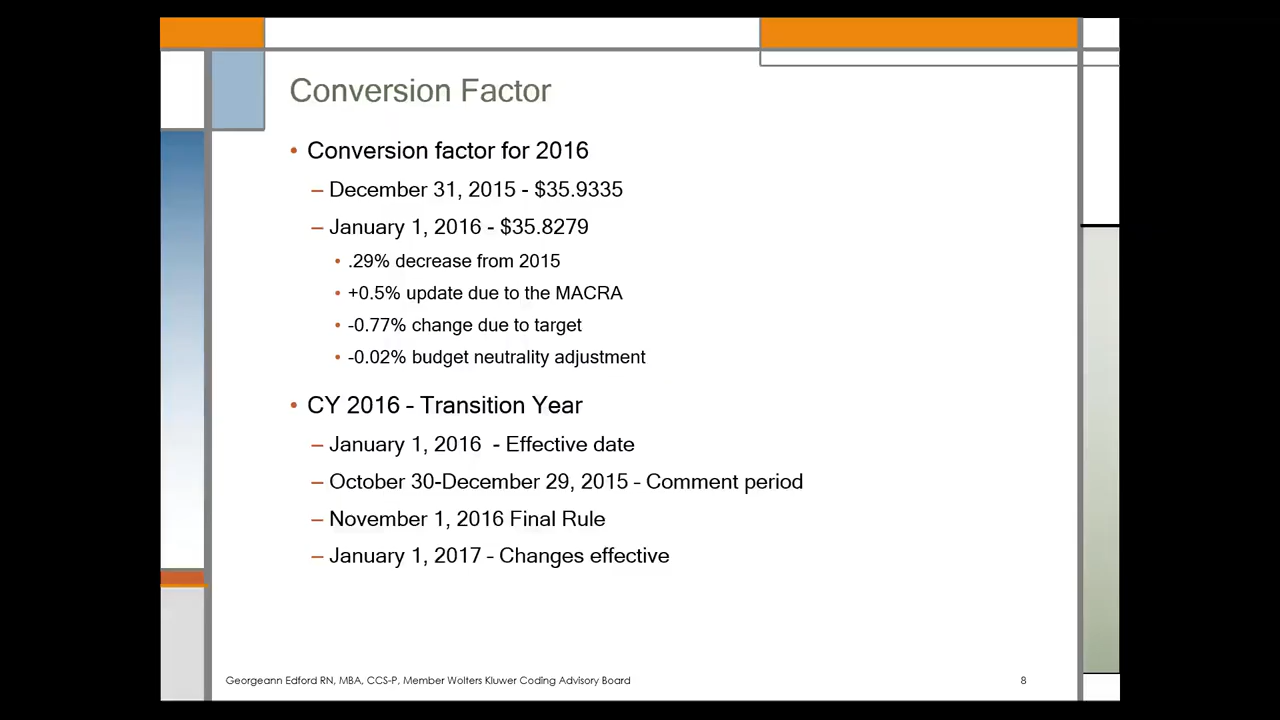 Conversion Factor
• Conversion factor for 2016
– December 31, 2015 - $35.9335
– January 1, 2016 - $35.8279
• .29% decrease from 2015
• +0.5% update due to the MACRA
• -0.77% change due to target
• -0.02% budget neutrality adjustment
• CY 2016 – Transition Year
– January 1, 2016  - Effective date
– October 30-December 29, 2015 – Comment period
– November 1, 2016 Final Rule
– January 1, 2017 – Changes effective
Georgeann Edford RN, MBA, CCS-P, Member Wolters Kluwer Coding Advisory Board
8